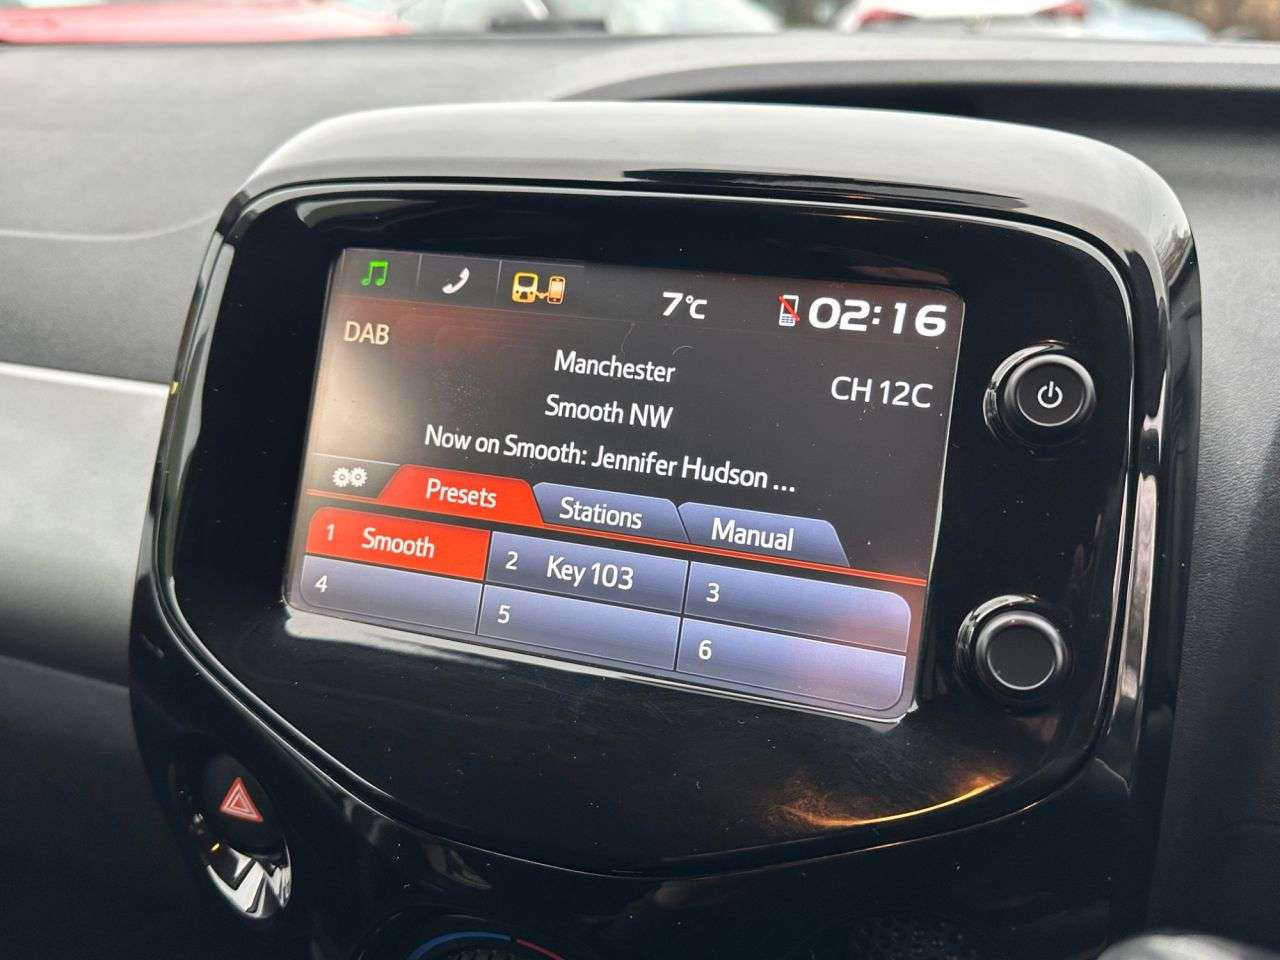 7°C 02:16
DAB
Manchester
CH 12C
Smooth NW
Now on Smooth: Jennifer Hudson ...
Presets Stations Manual
1 Smooth 2 Key 103 3
4 5 6